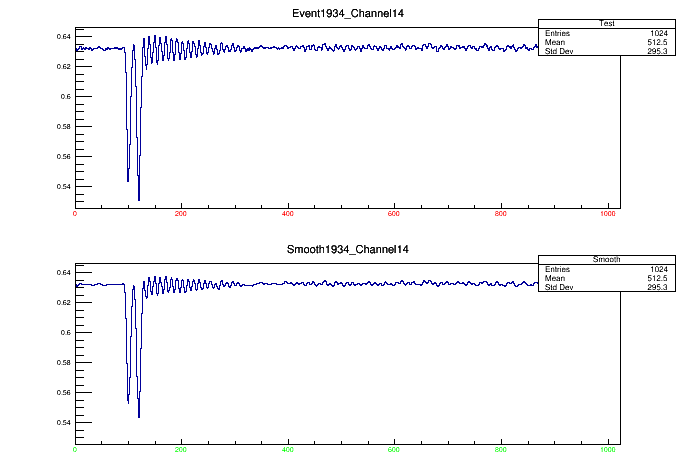 Event1934_Channel14
Test
Entries 1024
Mean 512.5
Std Dev 295.3
0.64
0.62
0.6
0.58
0.56
0.54
0 200 400 600 800 1000
Smooth1934_Channel14
Smooth
Entries 1024
Mean 512.5
Std Dev 295.3
0.64
0.62
0.6
0.58
0.56
0.54
0 200 400 600 800 1000